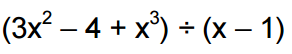 (3x² – 4 + x³) ÷ (x – 1)